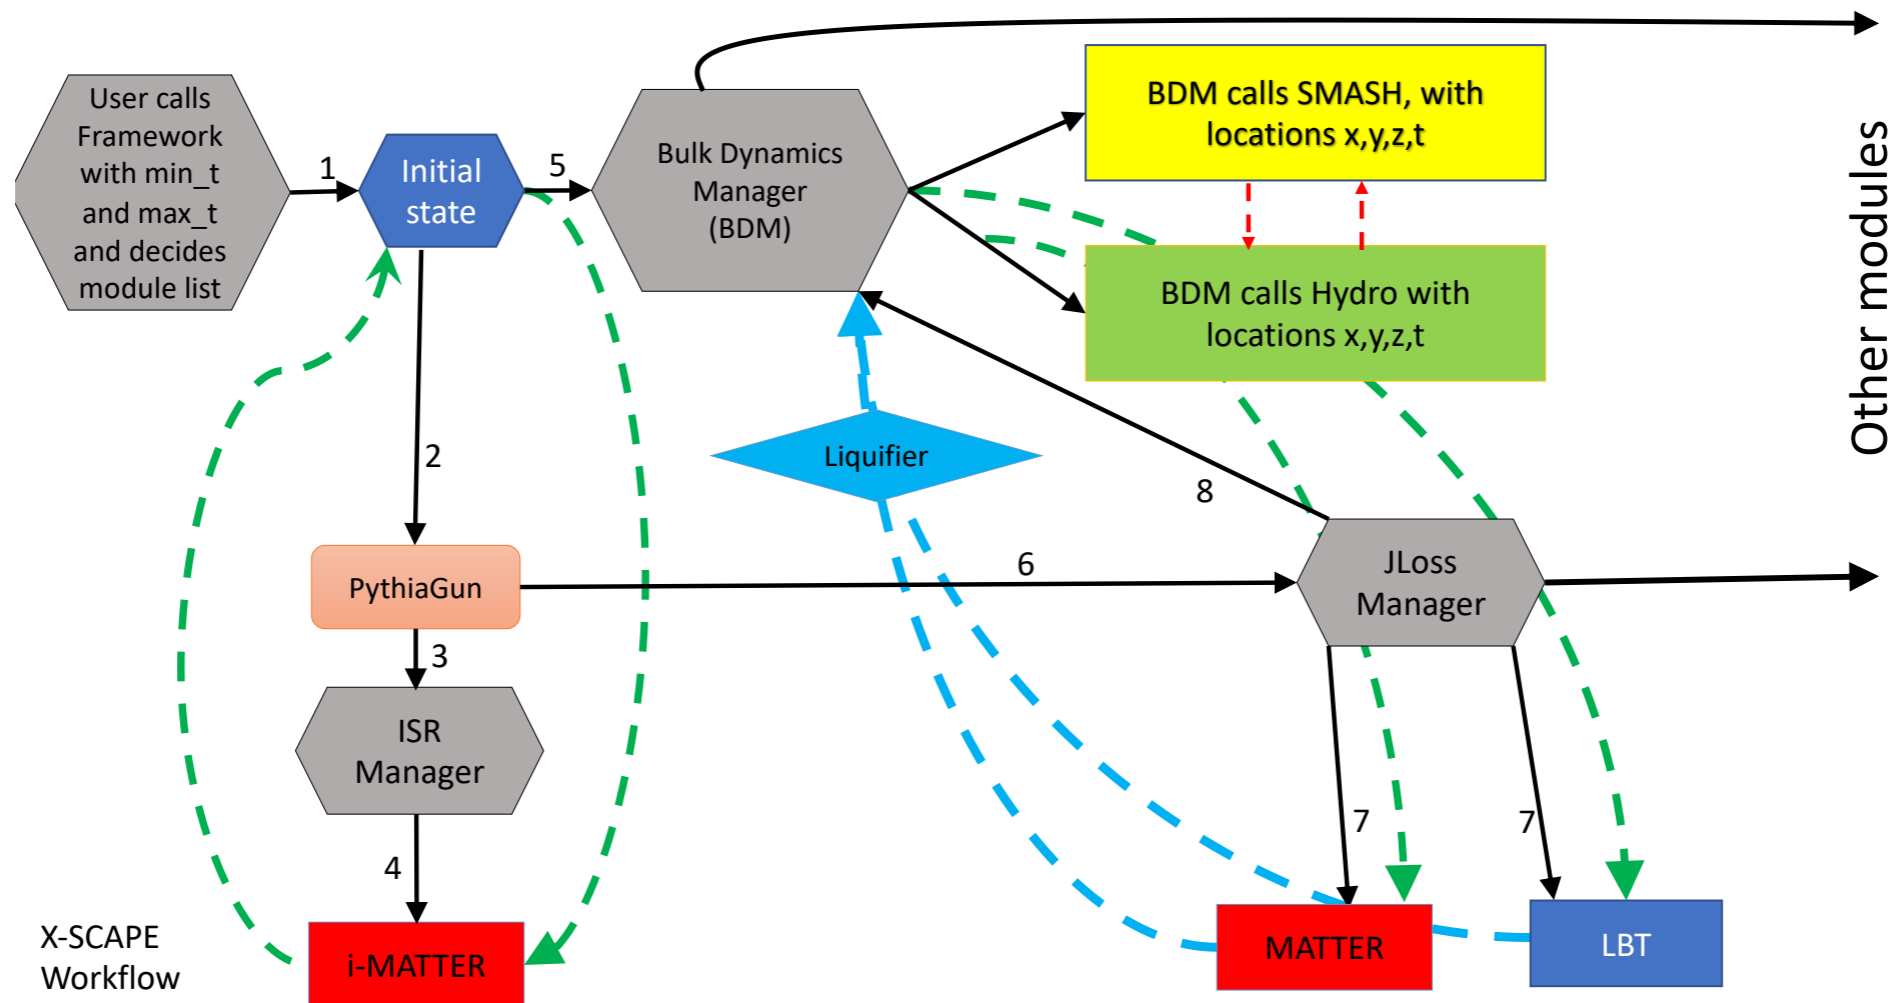 User calls
Framework
with min_t
and max_t
and decides
module list
1
Initial
state
5
Bulk Dynamics
Manager
(BDM)
BDM calls SMASH, with
locations x,y,z,t
BDM calls Hydro with
locations x,y,z,t
Other modules
2
Liquifier
8
PythiaGun
6
JLoss
Manager
3
ISR
Manager
4
7
7
X-SCAPE
Workflow
i-MATTER
MATTER
LBT